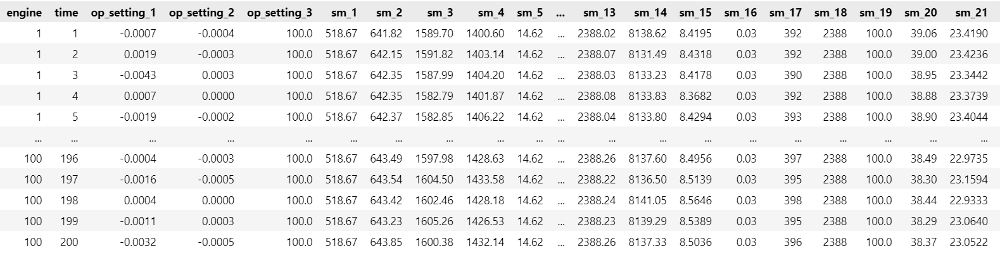 engine time op_setting_1 op_setting_2 op_setting_3 sm_1 sm_2 sm_3 sm_4 sm_5 ... sm_13 sm_14 sm_15 sm_16 sm_17 sm_18 sm_19 sm_20 sm_21
1 1 -0.0007 -0.0004 100.0 518.67 641.82 1589.70 1400.60 14.62 ... 2388.02 8138.62 8.4195 0.03 392 2388 100.0 39.06 23.4190
1 2 0.0019 -0.0003 100.0 518.67 642.15 1591.82 1403.14 14.62 ... 2388.07 8131.49 8.4318 0.03 392 2388 100.0 39.00 23.4236
1 3 -0.0043 0.0003 100.0 518.67 642.35 1587.99 1404.20 14.62 ... 2388.03 8133.23 8.4178 0.03 390 2388 100.0 38.95 23.3442
1 4 0.0007 0.0000 100.0 518.67 642.35 1582.79 1401.87 14.62 ... 2388.08 8133.83 8.3682 0.03 392 2388 100.0 38.88 23.3739
1 5 -0.0019 -0.0002 100.0 518.67 642.37 1582.85 1406.22 14.62 ... 2388.04 8133.80 8.4294 0.03 393 2388 100.0 38.90 23.4044
... ... ... ... ... ... ... ... ... ... ... ... ... ... ... ... ... ... ... ...
100 196 -0.0004 -0.0003 100.0 518.67 643.49 1597.98 1428.63 14.62 ... 2388.26 8137.60 8.4956 0.03 397 2388 100.0 38.49 22.9735
100 197 -0.0016 -0.0005 100.0 518.67 643.54 1604.50 1433.58 14.62 ... 2388.22 8136.50 8.5139 0.03 395 2388 100.0 38.30 23.1594
100 198 0.0004 0.0000 100.0 518.67 643.42 1602.46 1428.18 14.62 ... 2388.24 8141.05 8.5646 0.03 398 2388 100.0 38.44 22.9333
100 199 -0.0011 0.0003 100.0 518.67 643.23 1605.26 1426.53 14.62 ... 2388.23 8139.29 8.5389 0.03 395 2388 100.0 38.29 23.0640
100 200 -0.0032 -0.0005 100.0 518.67 643.85 1600.38 1432.14 14.62 ... 2388.26 8137.33 8.5036 0.03 396 2388 100.0 38.37 23.0522